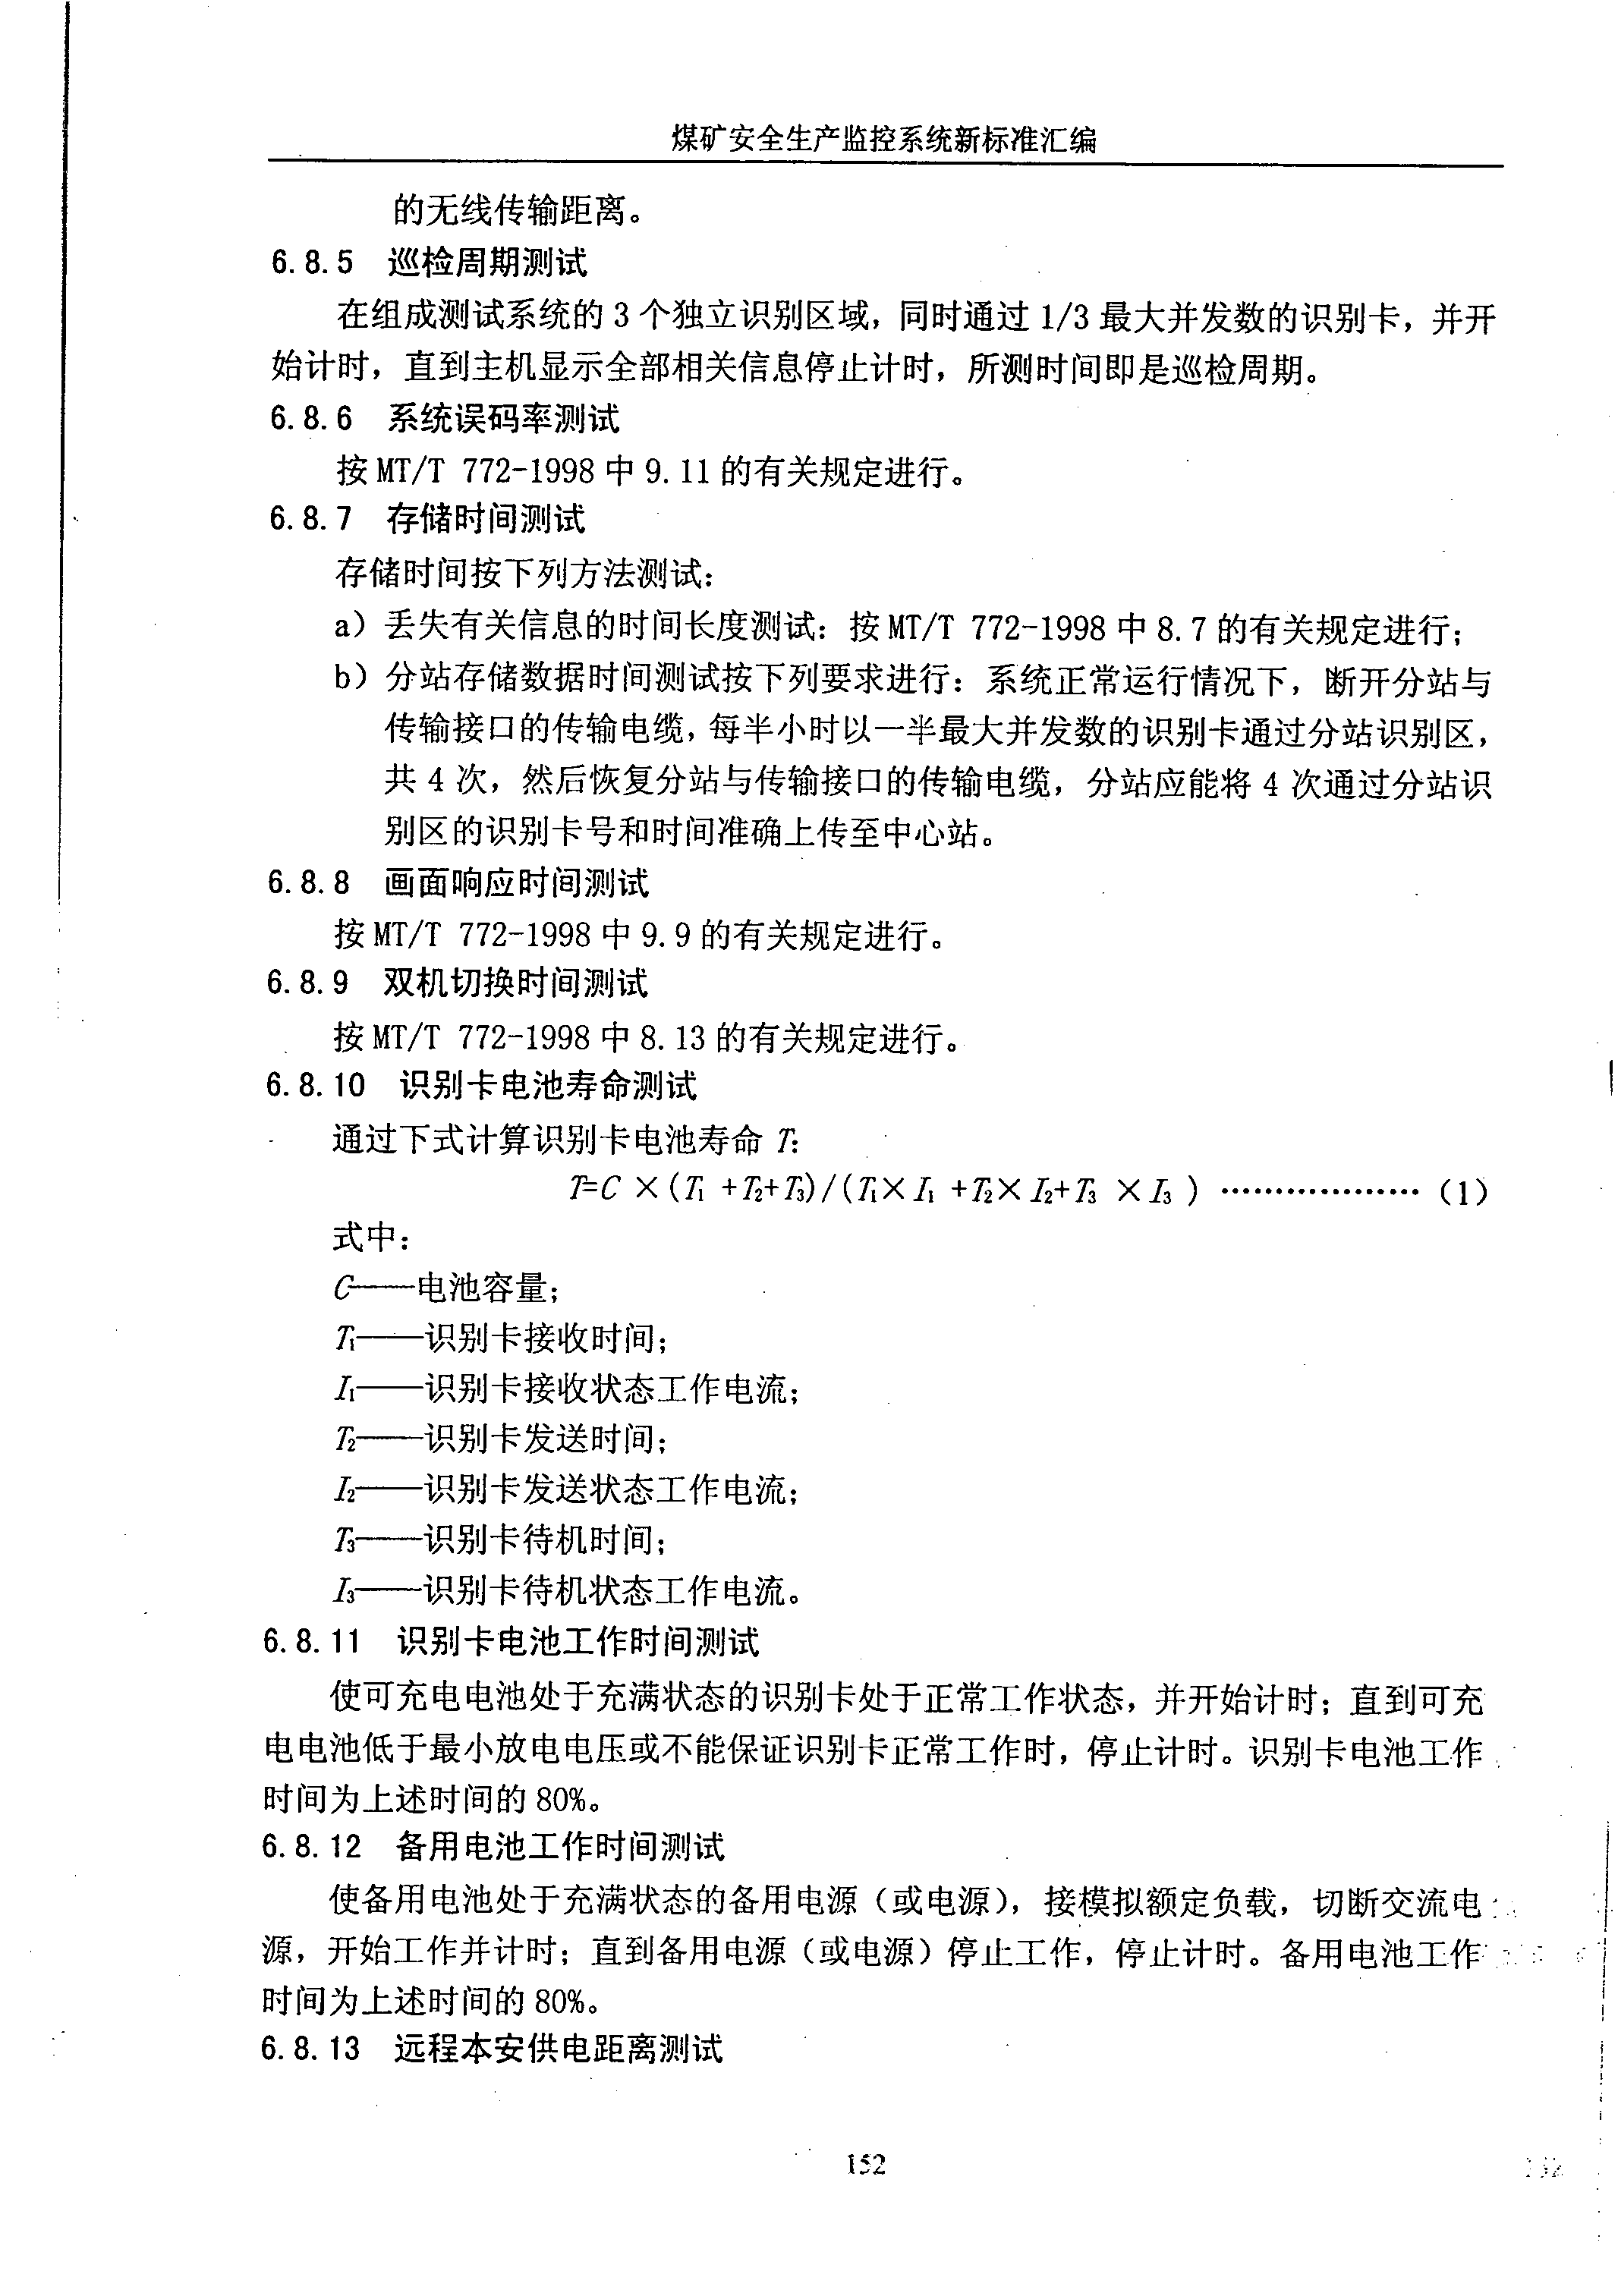 煤矿安全生产监控系统新标准汇编
的无线传输距离。
6.8.5 巡检周期测试
在组成测试系统的 3 个独立识别区域，同时通过 1/3 最大并发数的识别卡，并开
始计时，直到主机显示全部相关信息停止计时，所测时间即是巡检周期。
6.8.6 系统误码率测试
按 MT/T 772-1998 中 9.11 的有关规定进行。
6.8.7 存储时间测试
存储时间按下列方法测试：
a）丢失有关信息的时间长度测试：按 MT/T 772-1998 中 8.7 的有关规定进行；
b）分站存储数据时间测试按下列要求进行：系统正常运行情况下，断开分站与
传输接口的传输电缆，每半小时以一半最大并发数的识别卡通过分站识别区，
共 4 次，然后恢复分站与传输接口的传输电缆，分站应能将 4 次通过分站识
别区的识别卡号和时间准确上传至中心站。
6.8.8 画面响应时间测试
按 MT/T 772-1998 中 9.9 的有关规定进行。
6.8.9 双机切换时间测试
按 MT/T 772-1998 中 8.13 的有关规定进行。
6.8.10 识别卡电池寿命测试
通过下式计算识别卡电池寿命 T：
T=C ×(T₁ +T₂+T₃)/(T₁×I₁ +T₂×I₂+T₃ ×I₃ ) ………………（1）
式中：
C——电池容量；
T₁——识别卡接收时间；
I₁——识别卡接收状态工作电流；
T₂——识别卡发送时间；
I₂——识别卡发送状态工作电流；
T₃——识别卡待机时间；
I₃——识别卡待机状态工作电流。
6.8.11 识别卡电池工作时间测试
使可充电电池处于充满状态的识别卡处于正常工作状态，并开始计时；直到可充
电电池低于最小放电电压或不能保证识别卡正常工作时，停止计时。识别卡电池工作
时间为上述时间的 80%。
6.8.12 备用电池工作时间测试
使备用电池处于充满状态的备用电源（或电源），接模拟额定负载，切断交流电
源，开始工作并计时；直到备用电源（或电源）停止工作，停止计时。备用电池工作
时间为上述时间的 80%。
6.8.13 远程本安供电距离测试
152